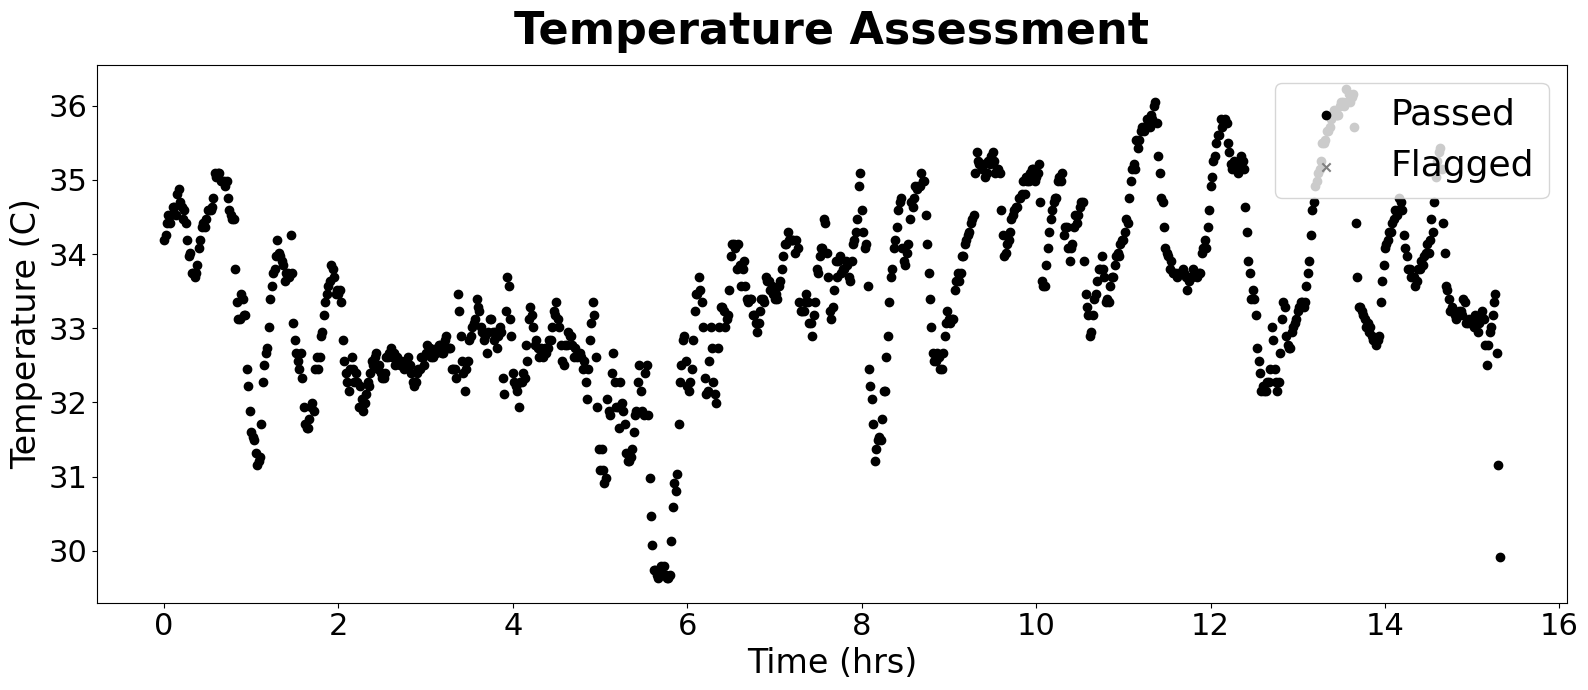 Temperature Assessment
Passed
Flagged
Temperature (C)
36
35
34
33
32
31
30
0 2 4 6 8 10 12 14 16
Time (hrs)